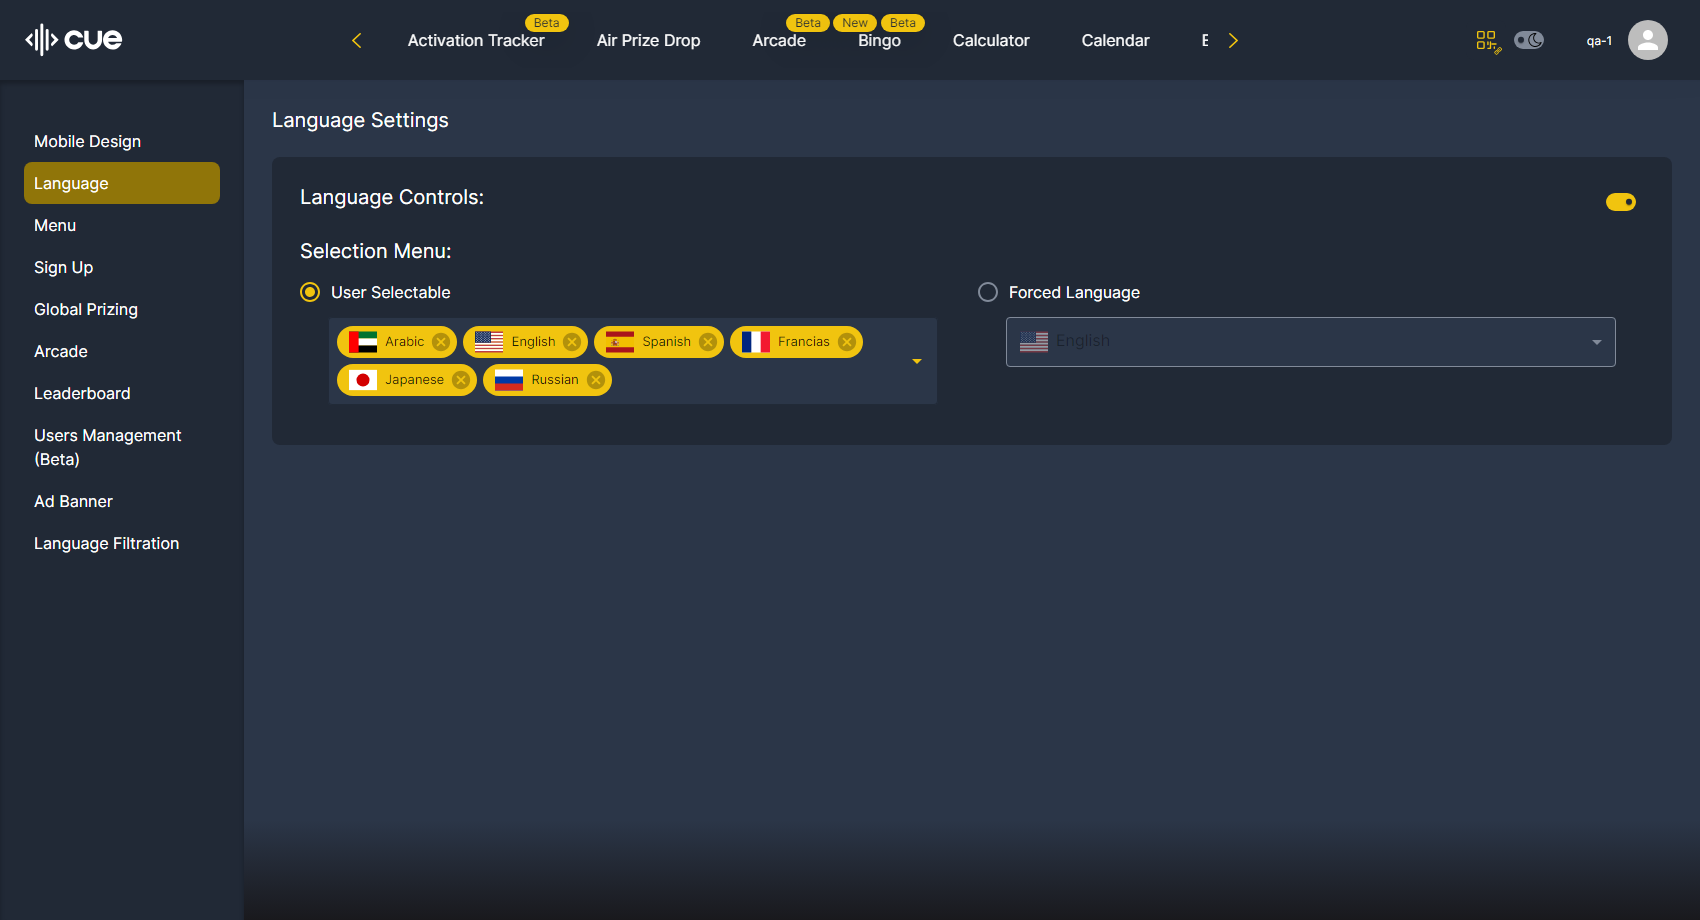 cue
Beta
Beta
New
Beta
Activation Tracker
Air Prize Drop
Arcade
Bingo
Calculator
Calendar
qa-1
Mobile Design
Language
Menu
Sign Up
Global Prizing
Arcade
Leaderboard
Users Management
(Beta)
Ad Banner
Language Filtration
Language Settings
Language Controls:
Selection Menu:
User Selectable
Forced Language
Arabic
English
Spanish
Francias
Japanese
Russian
English